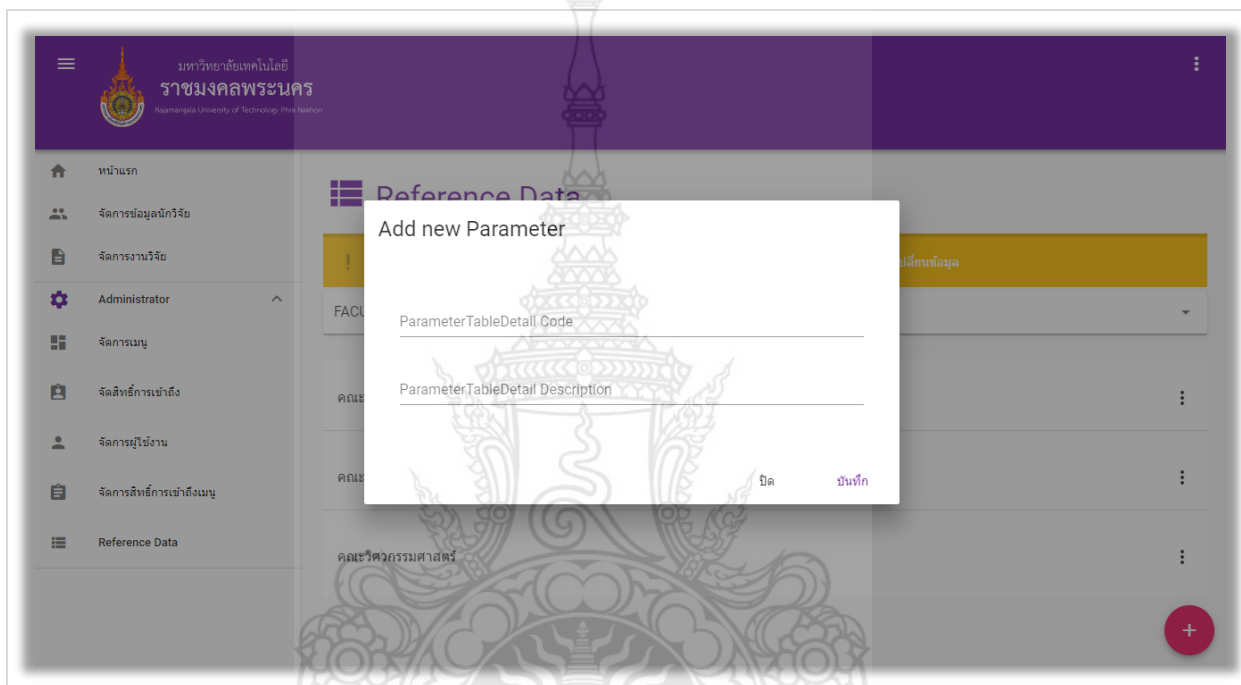 มหาวิทยาลัยเทคโนโลยี
ราชมงคลพระนคร
Rajamangala University of Technology Phra Nakhon
หน้าแรก
จัดการข้อมูลนักวิจัย
จัดการงานวิจัย
Administrator
จัดการเมนู
จัดสิทธิ์การเข้าถึง
จัดการผู้ใช้งาน
จัดการสิทธิ์การเข้าถึงเมนู
Reference Data
Reference Data
เปลี่ยนข้อมูล
FACU
Add new Parameter
ParameterTableDetail Code
ParameterTableDetail Description
ปิด บันทึก
คณะ
คณะ
คณะวิศวกรรมศาสตร์